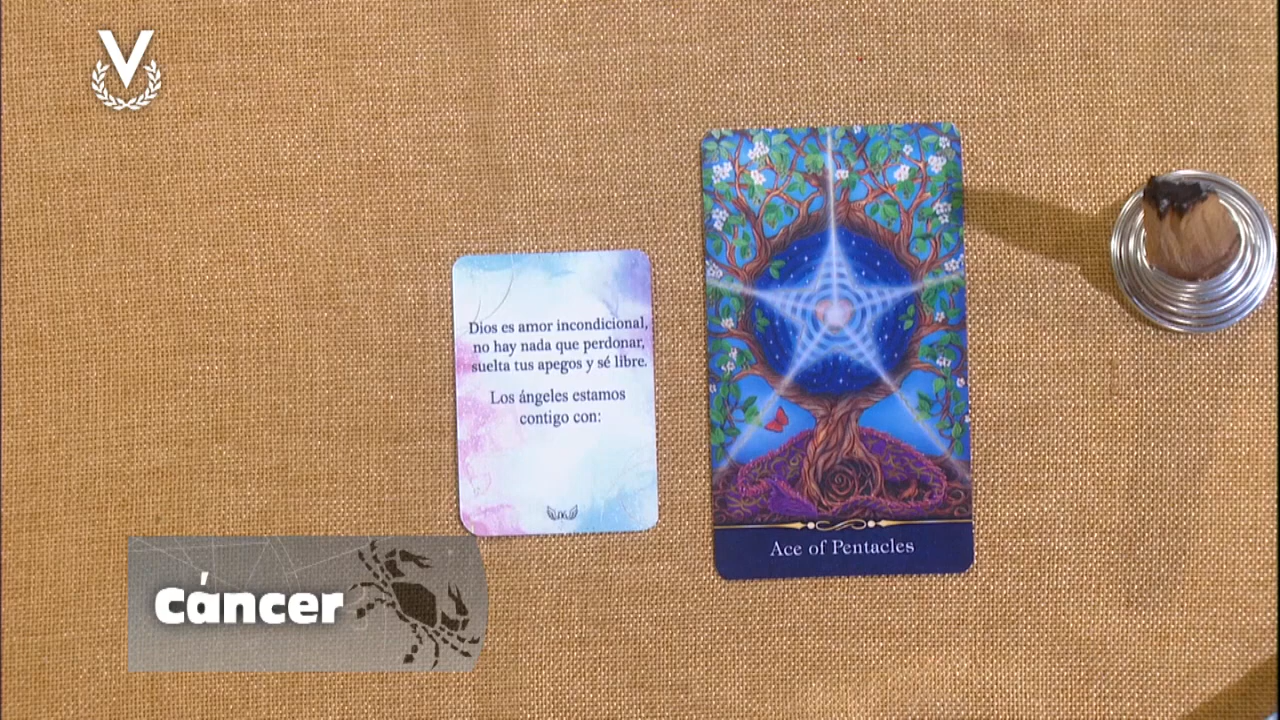 V
Dios es amor incondicional,
no hay nada que perdonar,
suelta tus apegos y sé libre.
Los ángeles estamos
contigo con:
Ace of Pentacles
Cáncer